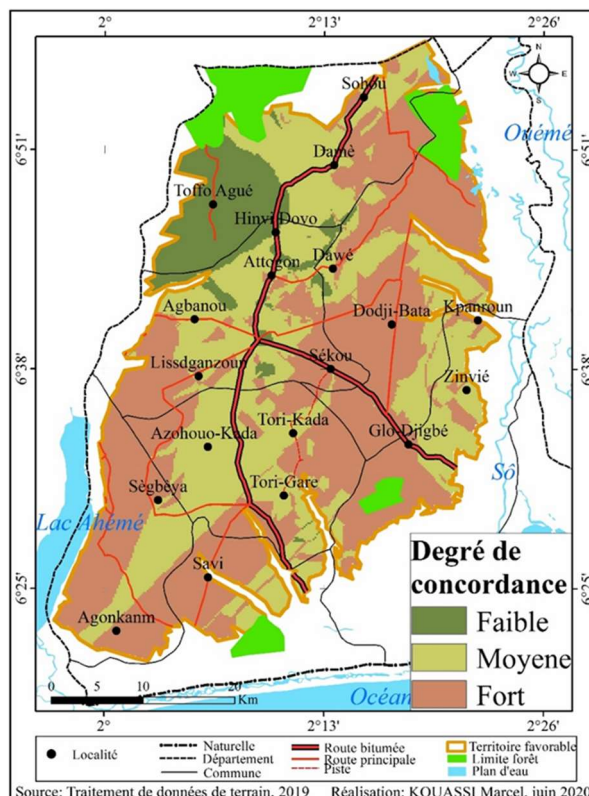 2° 2°13' 2°26'
N
W E
S
Sohou
Ouémé
6°51' 6°51'
Damè
Toffo Agué
Hinvi Dovo
Attogon
Dawé
Agbanou
Dodji-Bata
Kpanroun
6°38' 6°38'
Lissdganzoun
Sékou
Zinvié
Azohouo-Kada
Tori-Kada
Glo-Djigbé
Sègbèya
Tori-Gare
Sô
Lac Ahémé
Savi
6°25' 6°25'
Agonkanm
Degré de
concordance
Faible
Moyene
Fort
0 10 20
Km
Océan
2° 2°13' 2°26'
Localité
Naturelle
Département
Commune
Route bitumée
Route principale
Piste
Territoire favorable
Limite forêt
Plan d'eau
Source: Traitement de données de terrain, 2019 Réalisation: KOUASSI Marcel, juin 2020